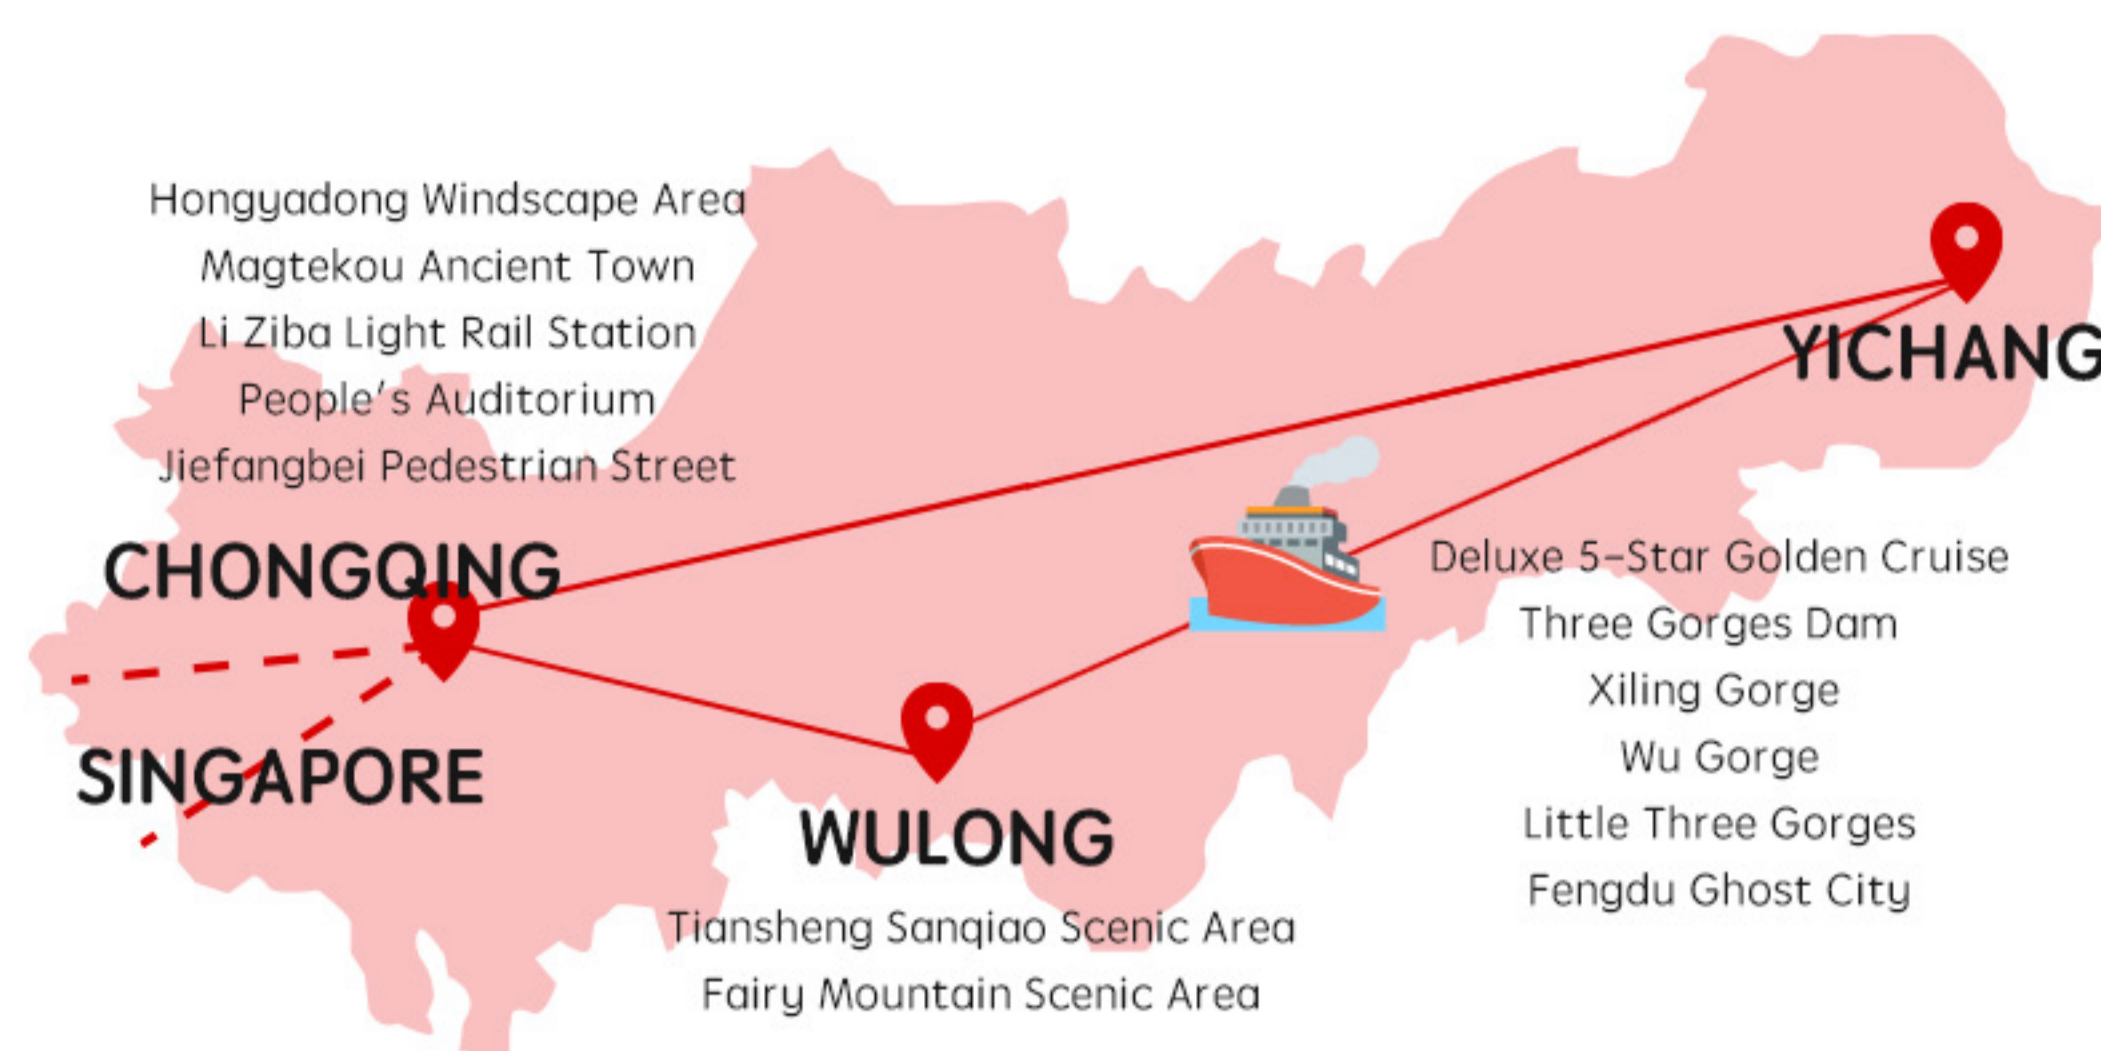 Hongyadong Windscape Area
Magtekou Ancient Town
Li Ziba Light Rail Station
People's Auditorium
Jiefangbei Pedestrian Street
CHONGQING
SINGAPORE
WULONG
Tiansheng Sanqiao Scenic Area
Fairy Mountain Scenic Area
YICHANG
Deluxe 5-Star Golden Cruise
Three Gorges Dam
Xiling Gorge
Wu Gorge
Little Three Gorges
Fengdu Ghost City